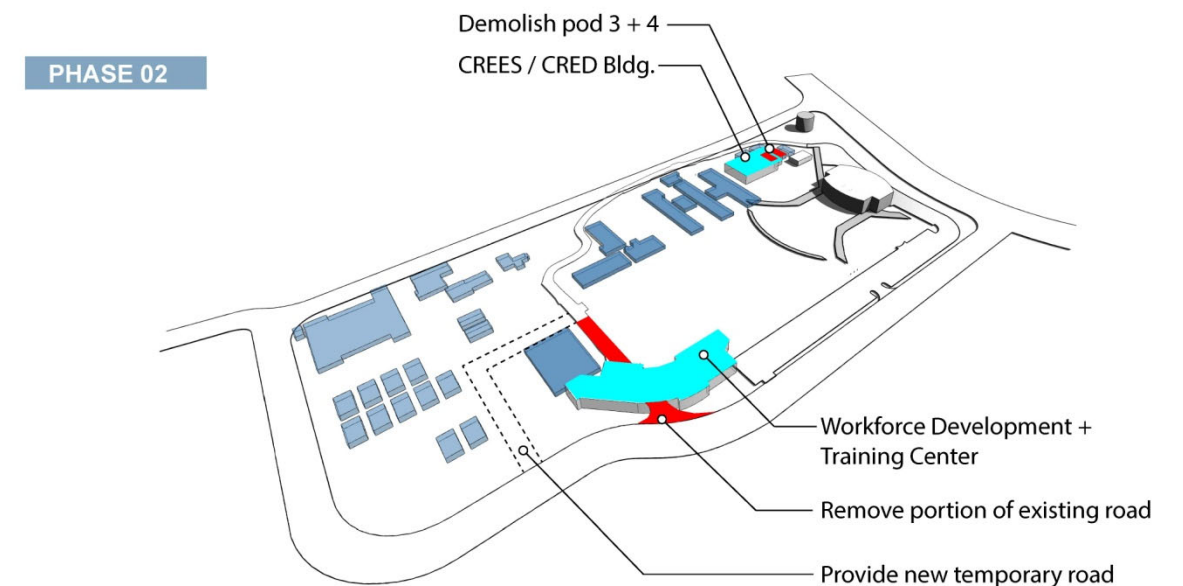 Demolish pod 3 + 4
CREES / CRED Bldg.
PHASE 02
Workforce Development +
Training Center
Remove portion of existing road
Provide new temporary road